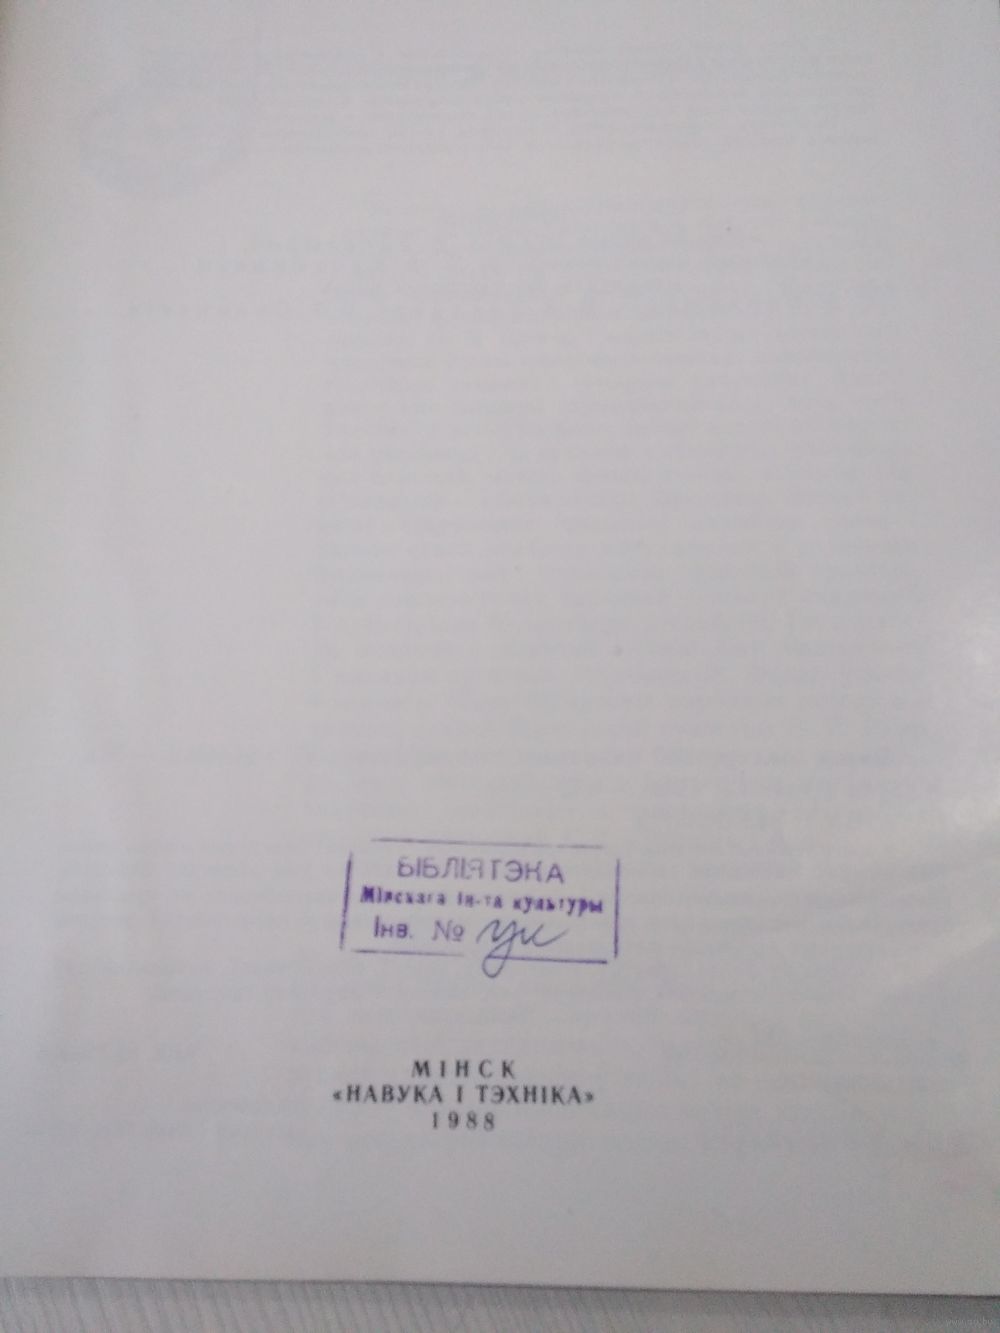 БІБЛІЯТЭКА
Мінскага ін-та культуры
Інв. №
МІНСК
«НАВУКА І ТЭХНІКА»
1988